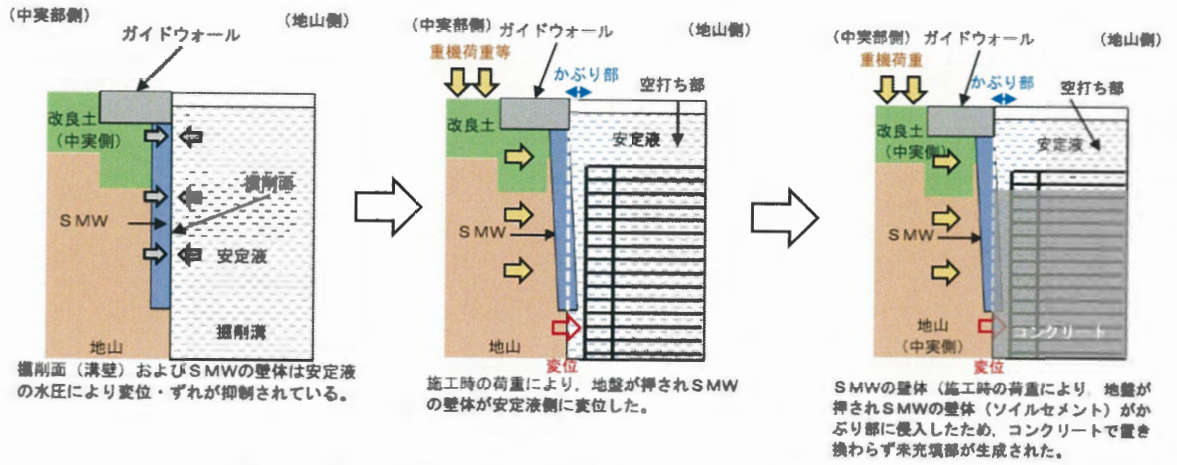 （中実部側）
（地山側）
ガイドウォール
改良土
（中実側）
掘削面
SMW
安定液
掘削溝
地山
掘削面（溝壁）およびSMWの壁体は安定液
の水圧により変位・ずれが抑制されている。
（中実部側）
ガイドウォール
（地山側）
重機荷重等
かぶり部
空打ち部
改良土
（中実側）
安定液
SMW
地山
変位
施工時の荷重により，地盤が押されSMW
の壁体が安定液側に変位した。
（中実部側）
ガイドウォール
（地山側）
重機荷重
かぶり部
空打ち部
改良土
（中実側）
安定液
SMW
地山
（中実側）
コンクリート
変位
SMWの壁体（施工時の荷重により，地盤が
押されSMWの壁体（ソイルセメント）がか
ぶり部に侵入したため，コンクリートで置き
換わらず未充填部が生成された。